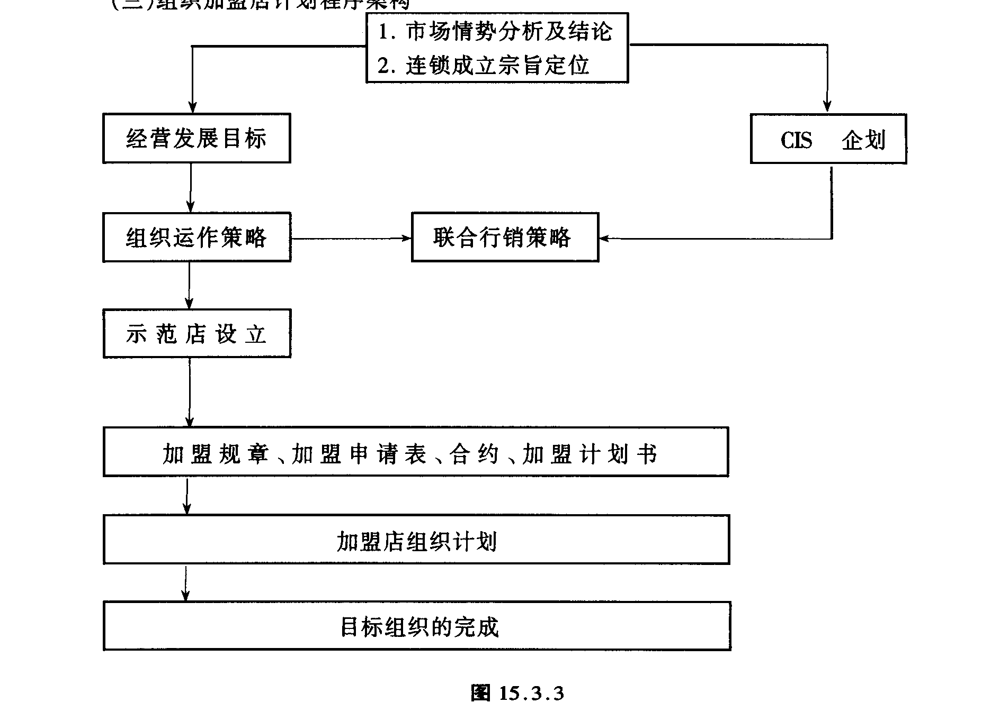 (三)组织加盟店计划程序架构
1. 市场情势分析及结论
2. 连锁成立宗旨定位
经营发展目标
CIS 企划
组织运作策略
联合行销策略
示范店设立
加盟规章、加盟申请表、合约、加盟计划书
加盟店组织计划
目标组织的完成
图 15.3.3